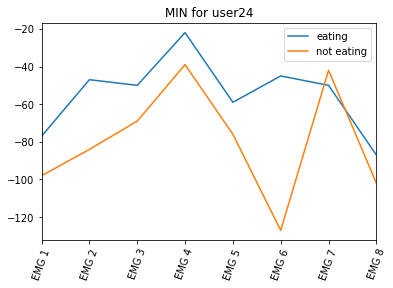 MIN for user24
eating
not eating
−20
−40
−60
−80
−100
−120
EMG 1
EMG 2
EMG 3
EMG 4
EMG 5
EMG 6
EMG 7
EMG 8